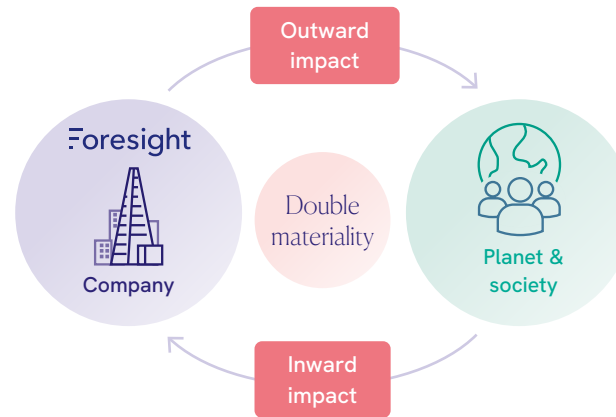 Outward
impact
Foresight
Company
Double
materiality
Planet &
society
Inward
impact